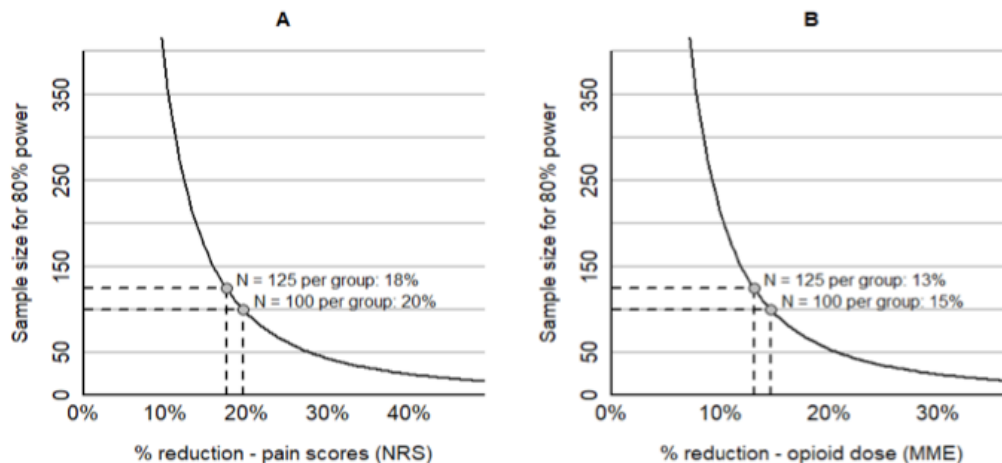 A
Sample size for 80% power
350
250
150
50
0
N = 125 per group: 18%
N = 100 per group: 20%
0%
10%
20%
30%
40%
% reduction - pain scores (NRS)
B
Sample size for 80% power
350
250
150
50
0
N = 125 per group: 13%
N = 100 per group: 15%
0%
10%
20%
30%
% reduction - opioid dose (MME)